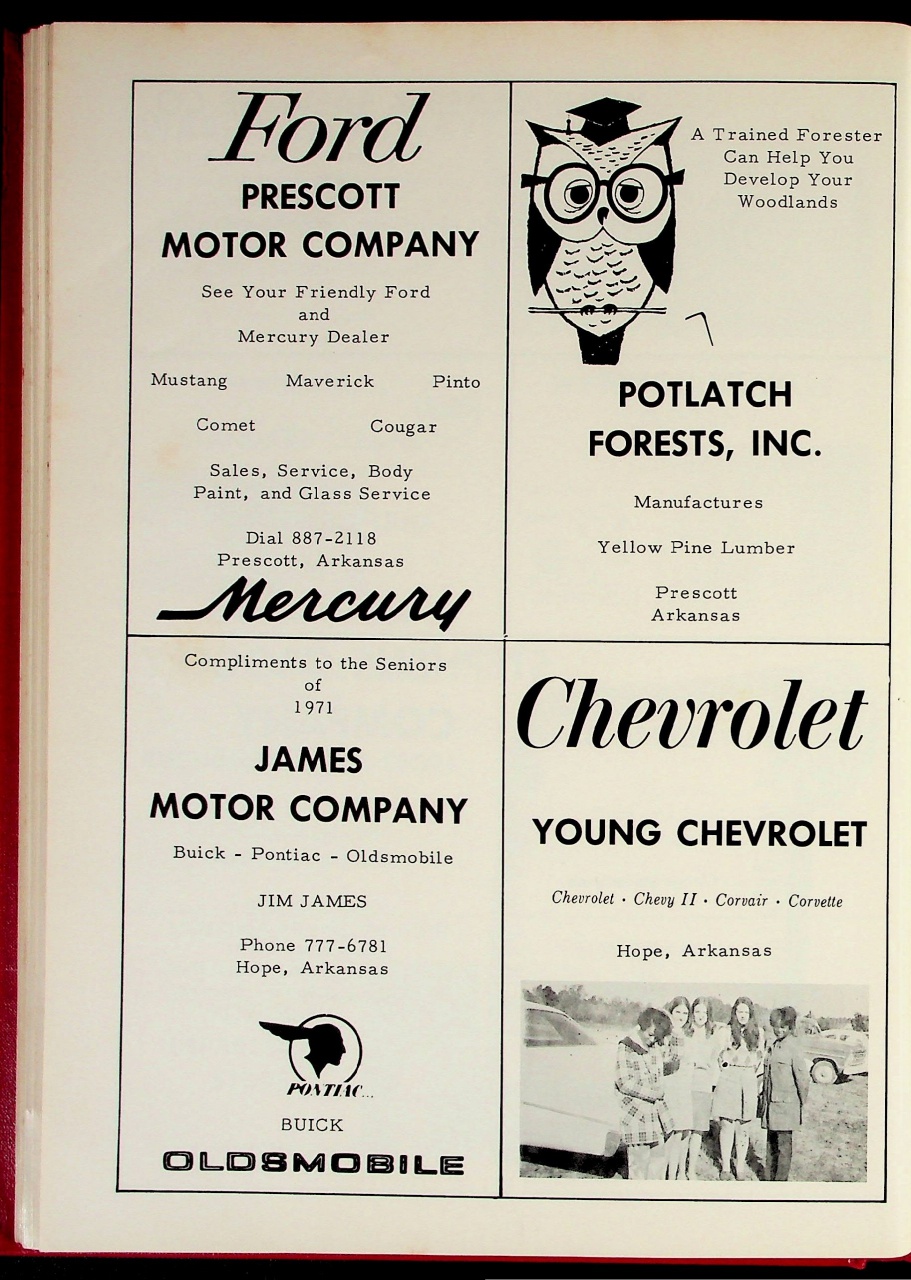 Ford
PRESCOTT
MOTOR COMPANY
See Your Friendly Ford
and
Mercury Dealer
Mustang Maverick Pinto
Comet Cougar
Sales, Service, Body
Paint, and Glass Service
Dial 887-2118
Prescott, Arkansas
Mercury
A Trained Forester
Can Help You
Develop Your
Woodlands
POTLATCH
FORESTS, INC.
Manufactures
Yellow Pine Lumber
Prescott
Arkansas
Compliments to the Seniors
of
1971
JAMES
MOTOR COMPANY
Buick - Pontiac - Oldsmobile
JIM JAMES
Phone 777-6781
Hope, Arkansas
PONTIAC...
BUICK
OLDSMOBILE
Chevrolet
YOUNG CHEVROLET
Chevrolet · Chevy II · Corvair · Corvette
Hope, Arkansas